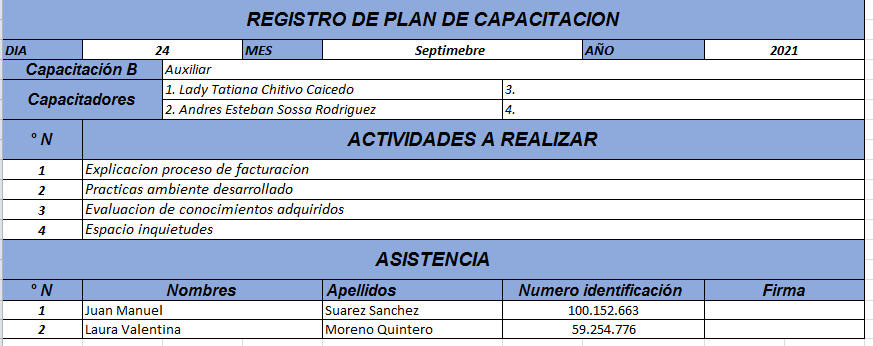 REGISTRO DE PLAN DE CAPACITACION
DIA 24 MES Septimebre AÑO 2021
Capacitación B Auxiliar
Capacitadores
1. Lady Tatiana Chitivo Caicedo 3.
2. Andres Esteban Sossa Rodriguez 4.
° N ACTIVIDADES A REALIZAR
1 Explicacion proceso de facturacion
2 Practicas ambiente desarrollado
3 Evaluacion de conocimientos adquiridos
4 Espacio inquietudes
ASISTENCIA
° N Nombres Apellidos Numero identificación Firma
1 Juan Manuel Suarez Sanchez 100.152.663
2 Laura Valentina Moreno Quintero 59.254.776